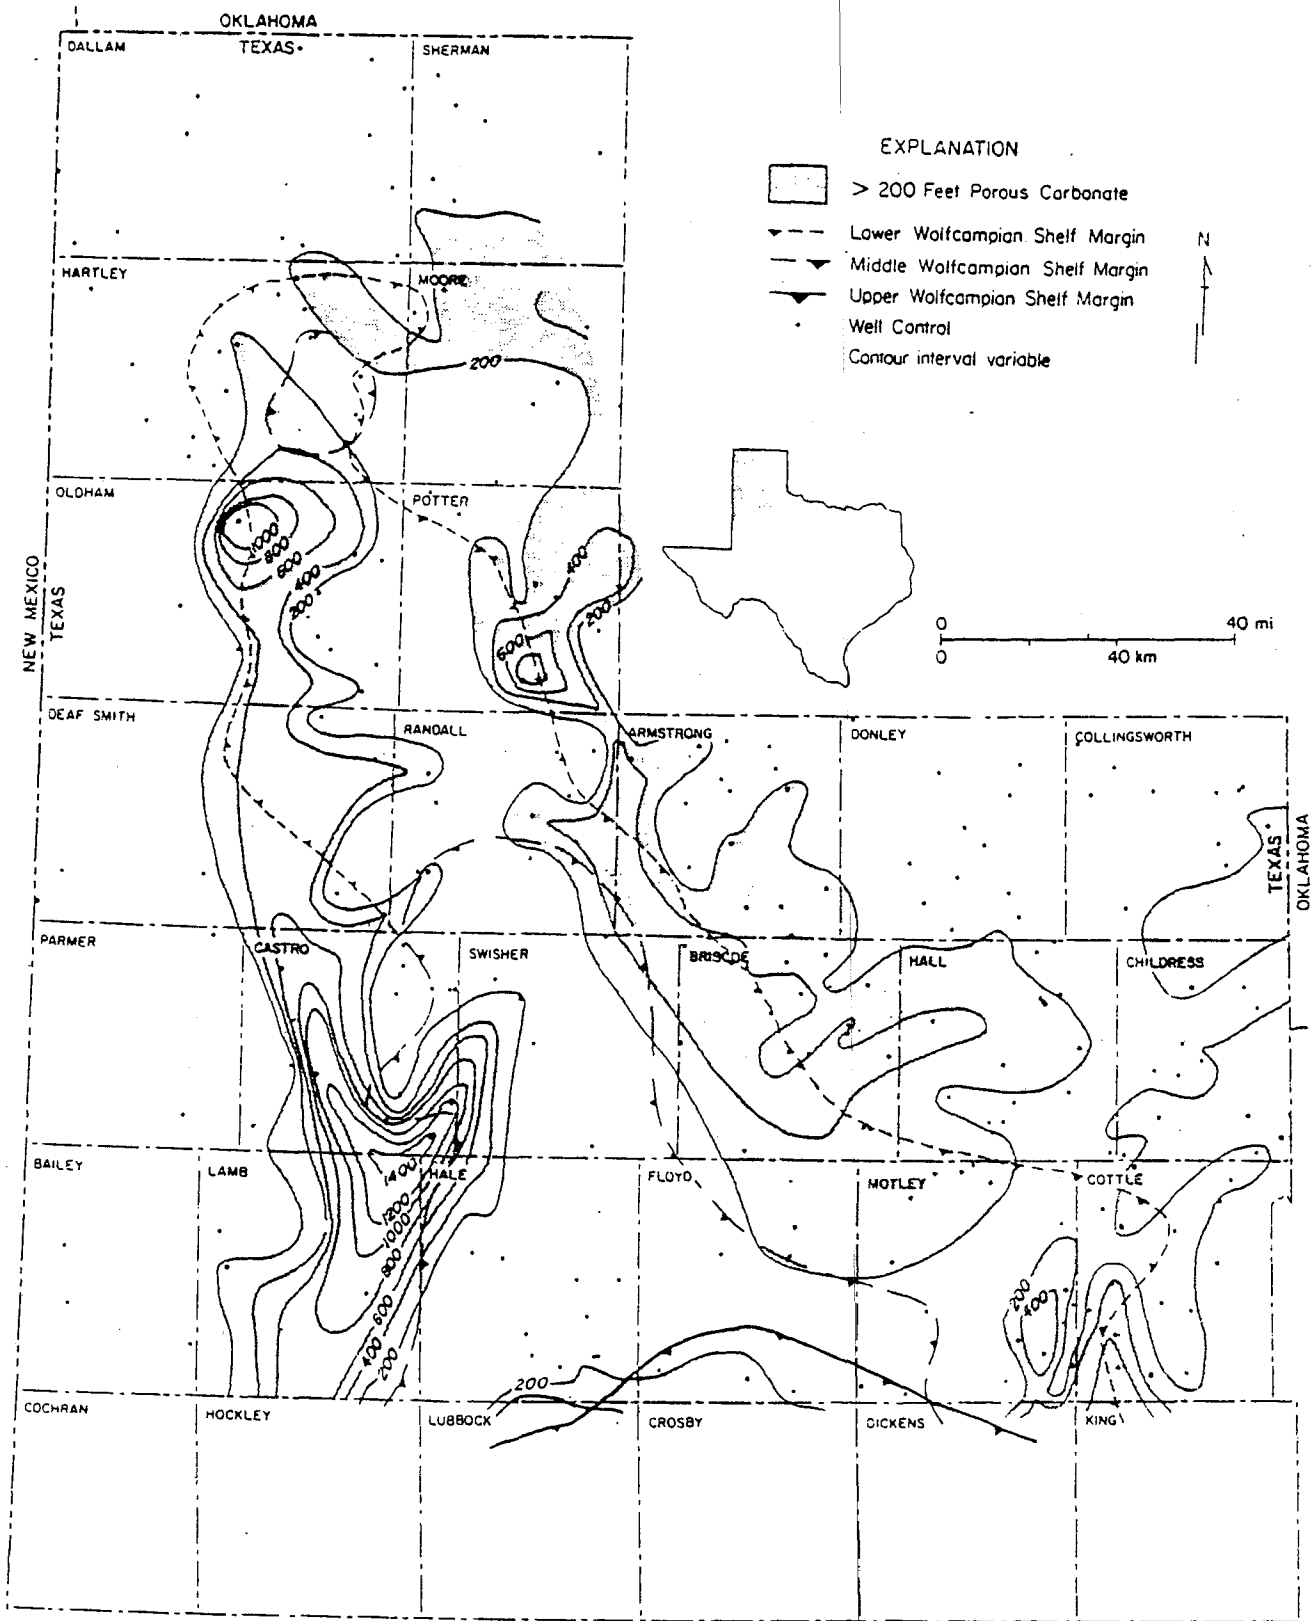 OKLAHOMA
TEXAS
DALLAM
SHERMAN
EXPLANATION
> 200 Feet Porous Carbonate
Lower Wolfcampian Shelf Margin
Middle Wolfcampian Shelf Margin
Upper Wolfcampian Shelf Margin
Well Control
Contour interval variable
N
HARTLEY
MOORE
200
OLDHAM
POTTER
1000
800
600
400
200
400
200
600
NEW MEXICO
TEXAS
0 40 mi
0 40 km
DEAF SMITH
RANDALL
ARMSTRONG
DONLEY
COLLINGSWORTH
TEXAS
OKLAHOMA
PARMER
CASTRO
SWISHER
BRISCOE
HALL
CHILDRESS
BAILEY
LAMB
HALE
FLOYD
MOTLEY
COTTLE
1400
1200
1000
800
600
400
200
200
400
200
COCHRAN
HOCKLEY
LUBBOCK
CROSBY
DICKENS
KING